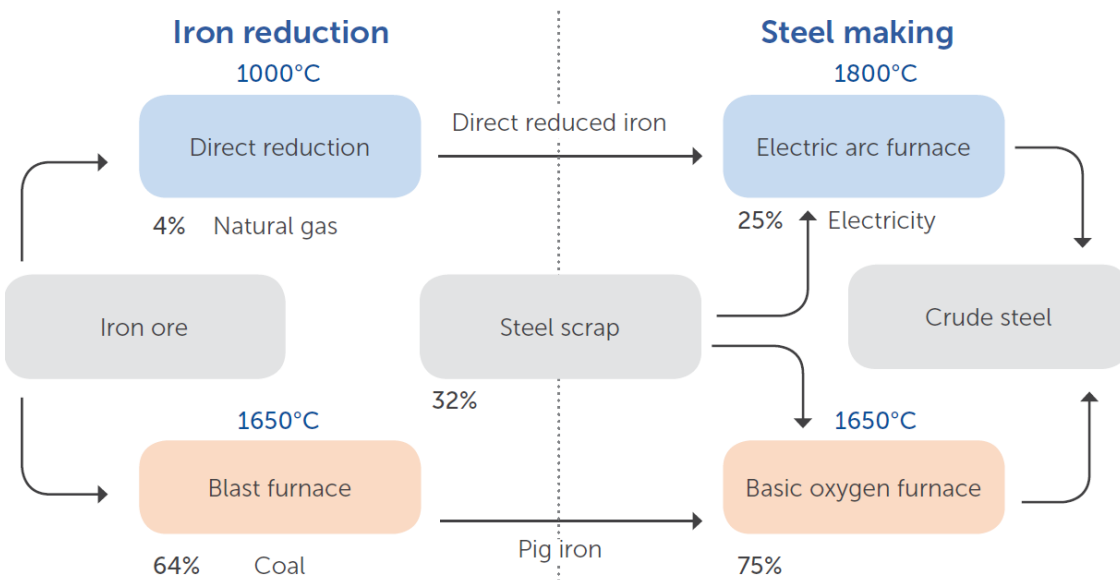 Iron reduction
Steel making
1000°C
1800°C
Direct reduction
Direct reduced iron
Electric arc furnace
4% Natural gas
25% Electricity
Iron ore
Steel scrap
Crude steel
32%
1650°C
1650°C
Blast furnace
Basic oxygen furnace
Pig iron
64% Coal
75%